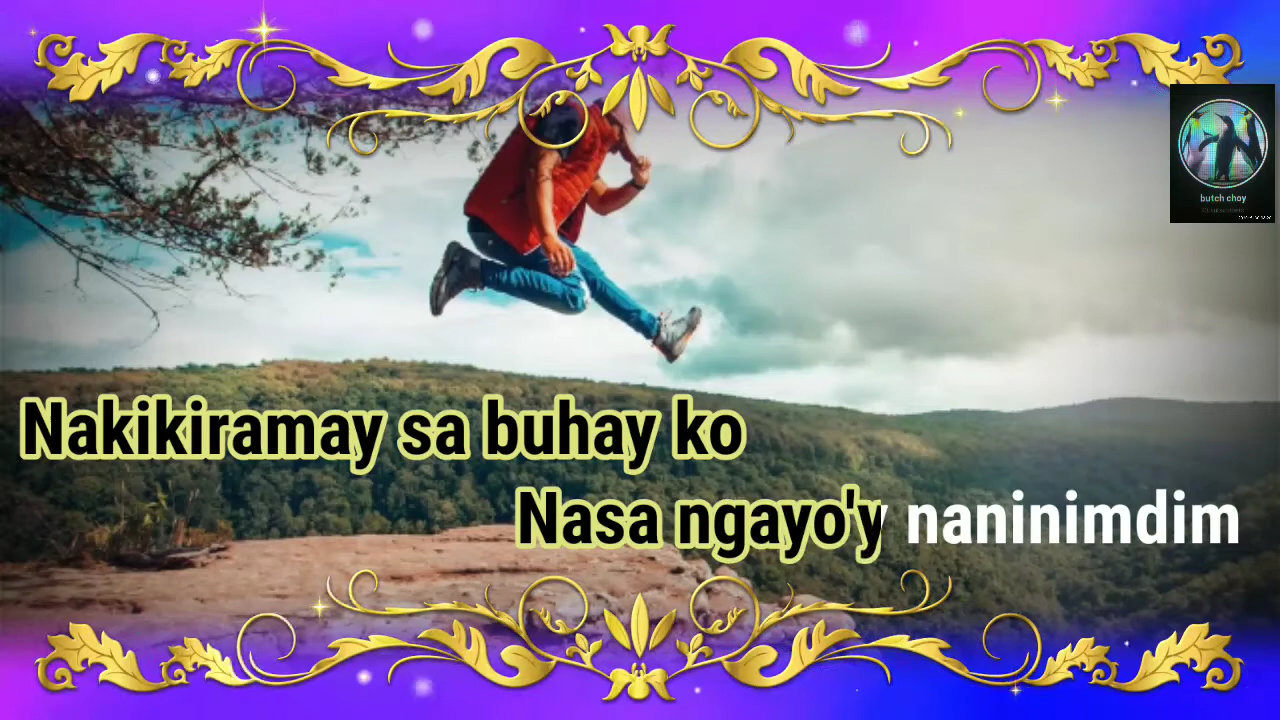 butch choy
Nakikiramay sa buhay ko
Nasa ngayo'y naninimdim